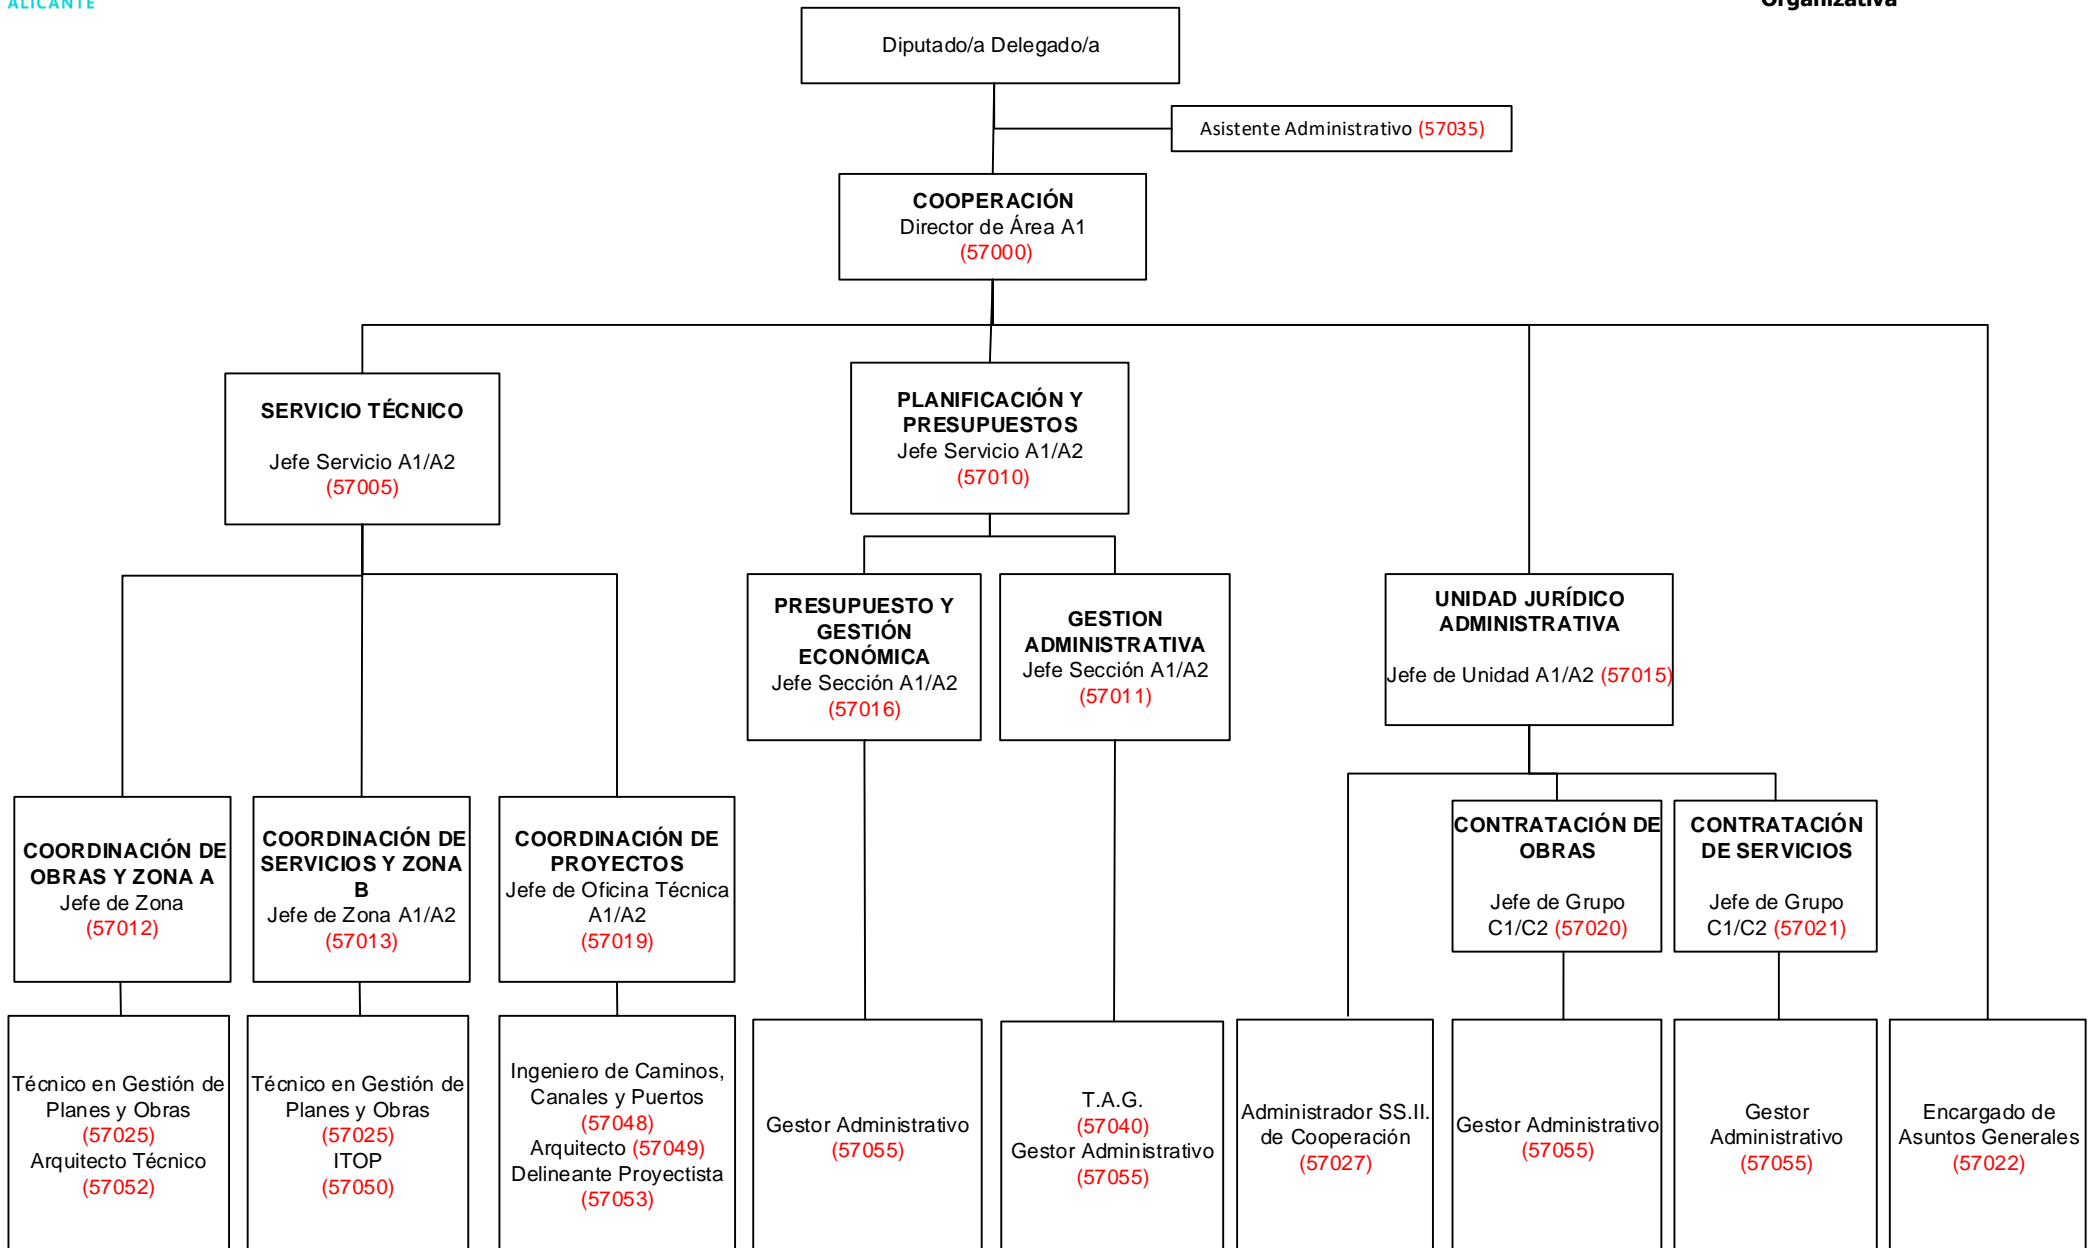 ALICANTE
Organizativa
Diputado/a Delegado/a
Asistente Administrativo (57035)
COOPERACIÓN
Director de Área A1
(57000)
SERVICIO TÉCNICO
Jefe Servicio A1/A2
(57005)
PLANIFICACIÓN Y
PRESUPUESTOS
Jefe Servicio A1/A2
(57010)
PRESUPUESTO Y
GESTIÓN
ECONÓMICA
Jefe Sección A1/A2
(57016)
GESTION
ADMINISTRATIVA
Jefe Sección A1/A2
(57011)
UNIDAD JURÍDICO
ADMINISTRATIVA
Jefe de Unidad A1/A2 (57015)
COORDINACIÓN DE
OBRAS Y ZONA A
Jefe de Zona
(57012)
COORDINACIÓN DE
SERVICIOS Y ZONA
B
Jefe de Zona A1/A2
(57013)
COORDINACIÓN DE
PROYECTOS
Jefe de Oficina Técnica
A1/A2
(57019)
CONTRATACIÓN DE
OBRAS
Jefe de Grupo
C1/C2 (57020)
CONTRATACIÓN
DE SERVICIOS
Jefe de Grupo
C1/C2 (57021)
Técnico en Gestión de
Planes y Obras
(57025)
Arquitecto Técnico
(57052)
Técnico en Gestión de
Planes y Obras
(57025)
ITOP
(57050)
Ingeniero de Caminos,
Canales y Puertos
(57048)
Arquitecto (57049)
Delineante Proyectista
(57053)
Gestor Administrativo
(57055)
T.A.G.
(57040)
Gestor Administrativo
(57055)
Administrador SS.II.
de Cooperación
(57027)
Gestor Administrativo
(57055)
Gestor
Administrativo
(57055)
Encargado de
Asuntos Generales
(57022)